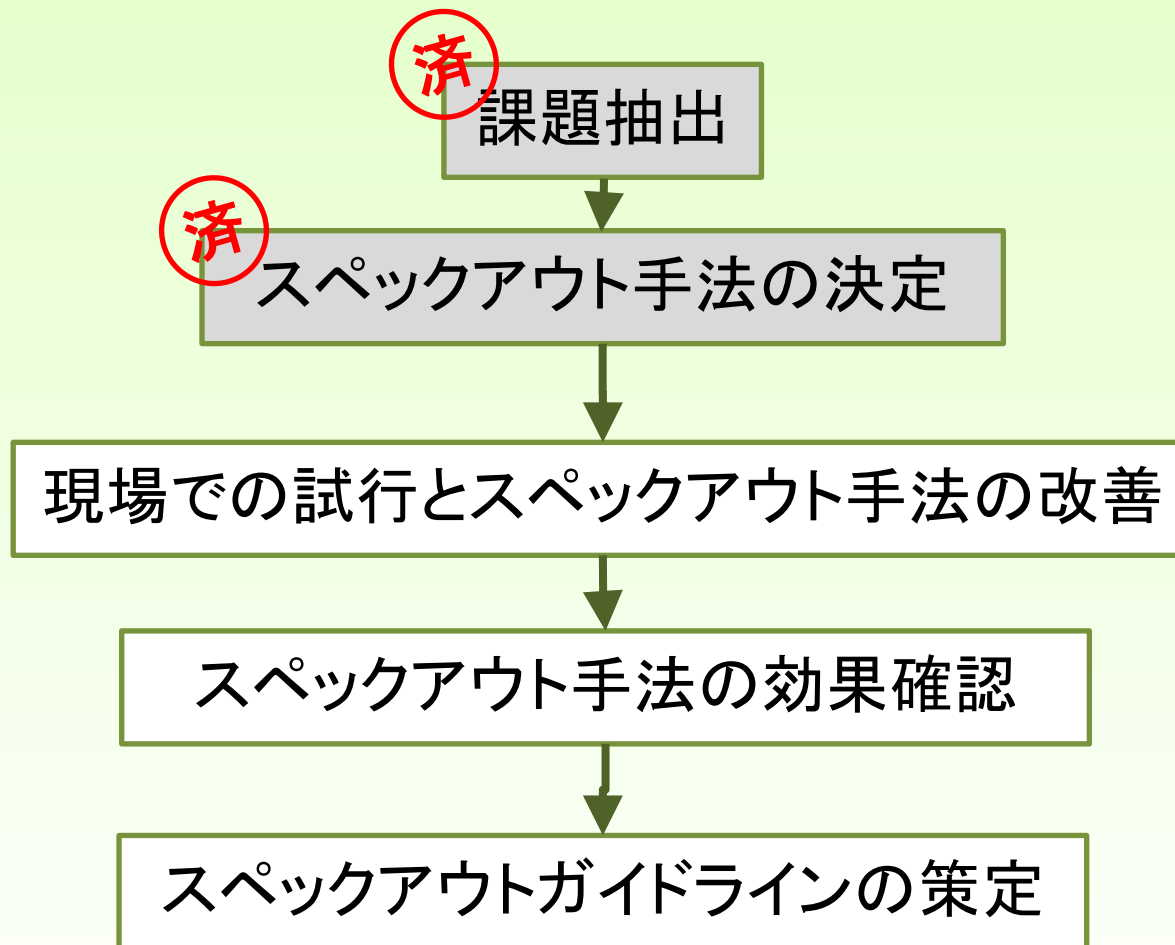 済
課題抽出
済
スペックアウト手法の決定
現場での試行とスペックアウト手法の改善
スペックアウト手法の効果確認
スペックアウトガイドラインの策定